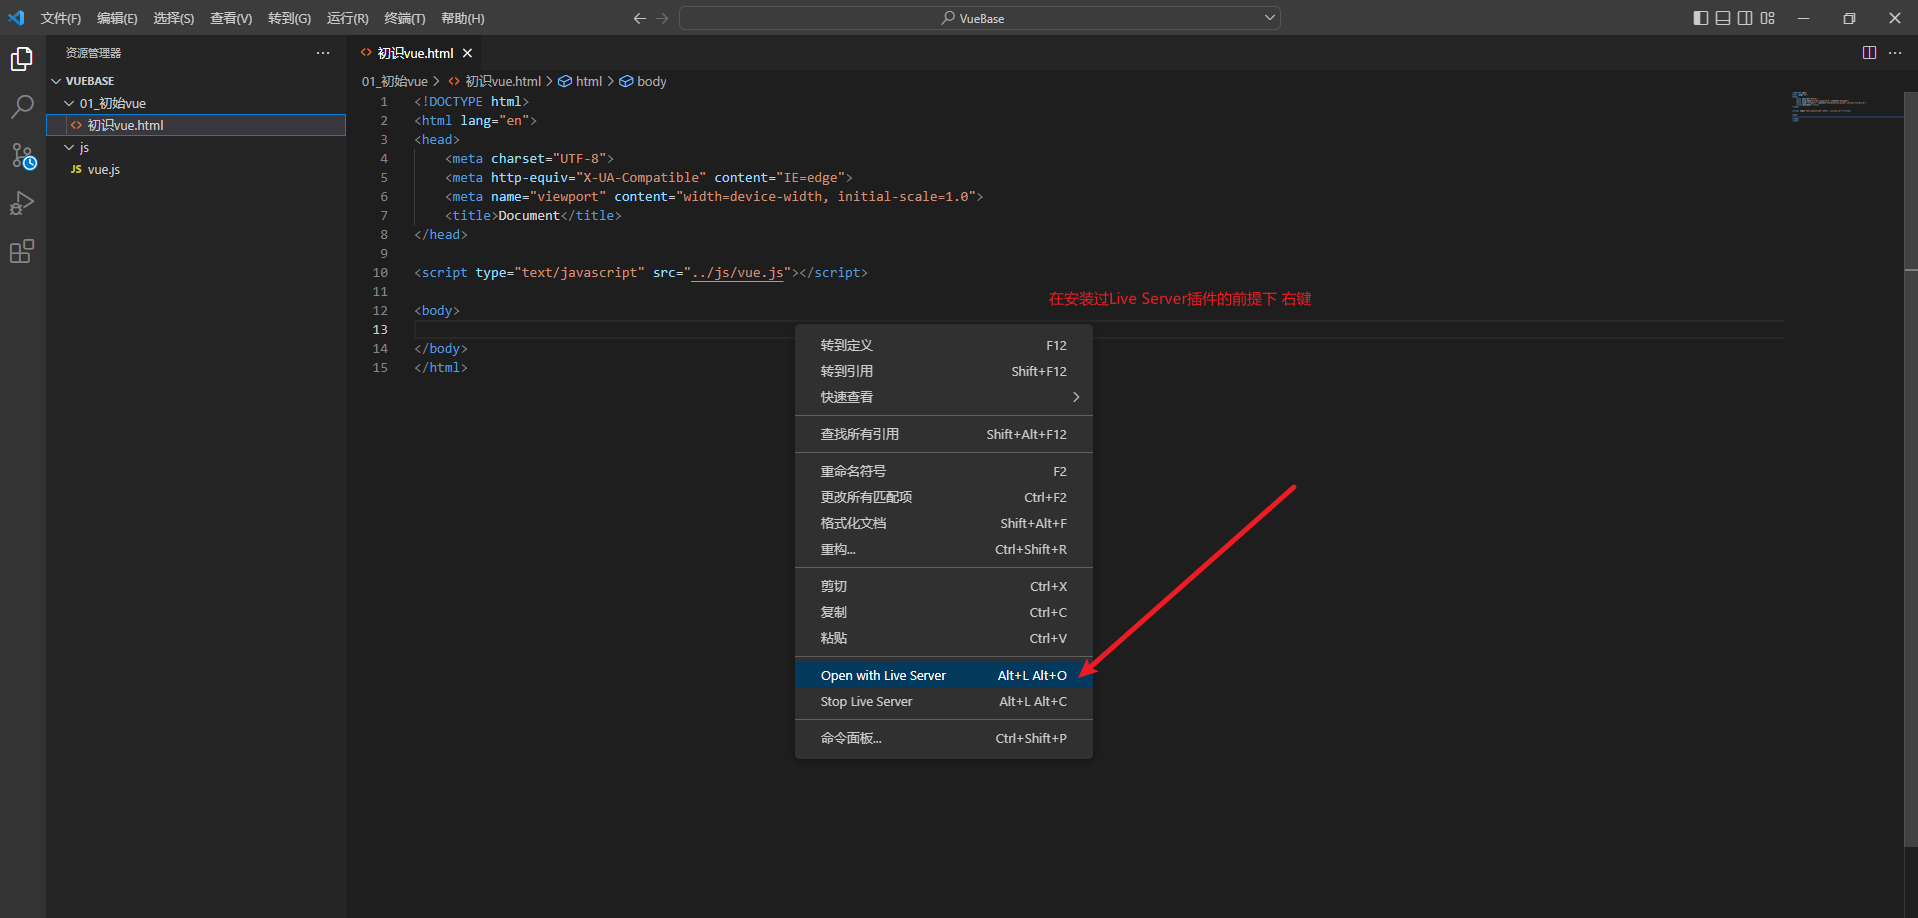 文件(F) 编辑(E) 选择(S) 查看(V) 转到(G) 运行(R) 终端(T) 帮助(H) VueBase
资源管理器
VUEBASE
01_初始vue
初识vue.html
js
JS vue.js
初识vue.html
01_初始vue > 初识vue.html > html > body
1 <!DOCTYPE html>
2 <html lang="en">
3 <head>
4 <meta charset="UTF-8">
5 <meta http-equiv="X-UA-Compatible" content="IE=edge">
6 <meta name="viewport" content="width=device-width, initial-scale=1.0">
7 <title>Document</title>
8 </head>
9
10 <script type="text/javascript" src="../js/vue.js"></script>
11
在安装过Live Server插件的前提下 右键
12 <body>
13
14 </body>
15 </html>
转到定义 F12
转到引用 Shift+F12
快速查看
查找所有引用 Shift+Alt+F12
重命名符号 F2
更改所有匹配项 Ctrl+F2
格式化文档 Shift+Alt+F
重构... Ctrl+Shift+R
剪切 Ctrl+X
复制 Ctrl+C
粘贴 Ctrl+V
Open with Live Server Alt+L Alt+O
Stop Live Server Alt+L Alt+C
命令面板... Ctrl+Shift+P